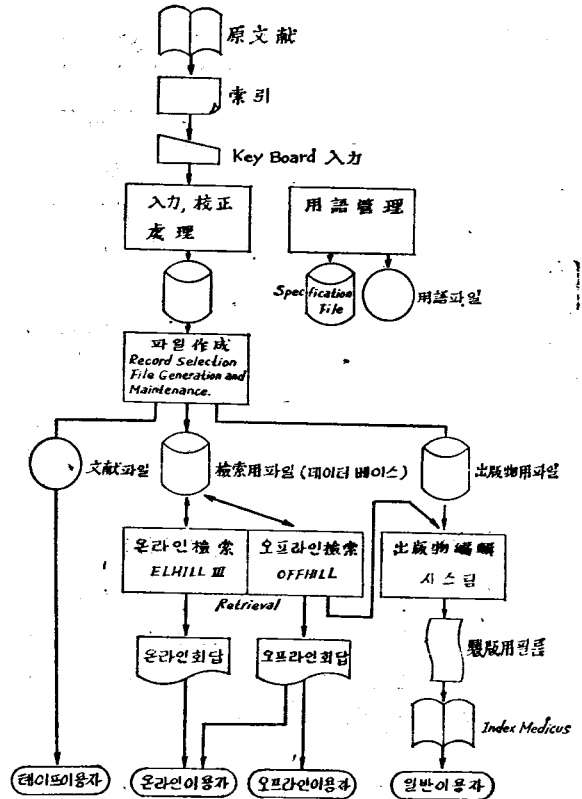 原文献
索引
Key Board 入力
入力, 校正
處理
用語管理
Specification
File
用語파일
파일作成
Record Selection
File Generation and
Maintenance.
文献파일
檢索用파일(데이터 베이스)
出版物用파일
온라인檢索
ELHILL III
오프라인檢索
OFFHILL
出版物編輯
시스팀
Retrieval
온라인회답
오프라인회답
版用필름
Index Medicus
테이프이용자
온라인이용자
오프라인이용자
일반이용자